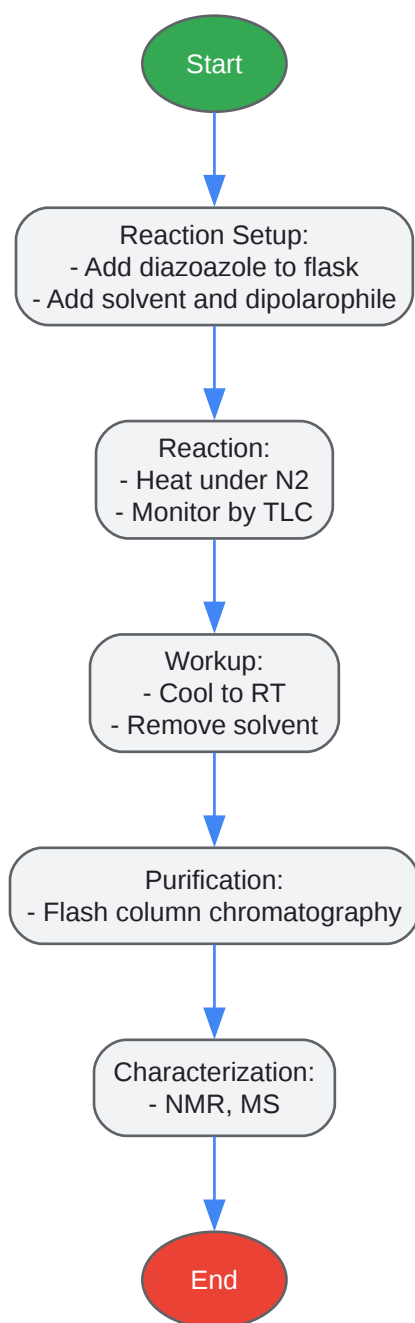 Start
Reaction Setup:
- Add diazoazole to flask
- Add solvent and dipolarophile
Reaction:
- Heat under N2
- Monitor by TLC
Workup:
- Cool to RT
- Remove solvent
Purification:
- Flash column chromatography
Characterization:
- NMR, MS
End